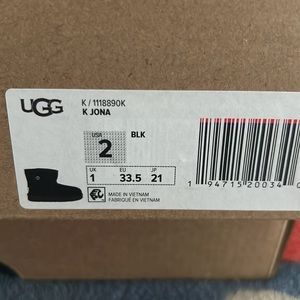 UGG
K / 1118890K
K JONA
USA
2
BLK
UK EU JP
1 33.5 21
MADE IN VIETNAM
FABRIQUÉ EN VIETNAM
1 94715 20034